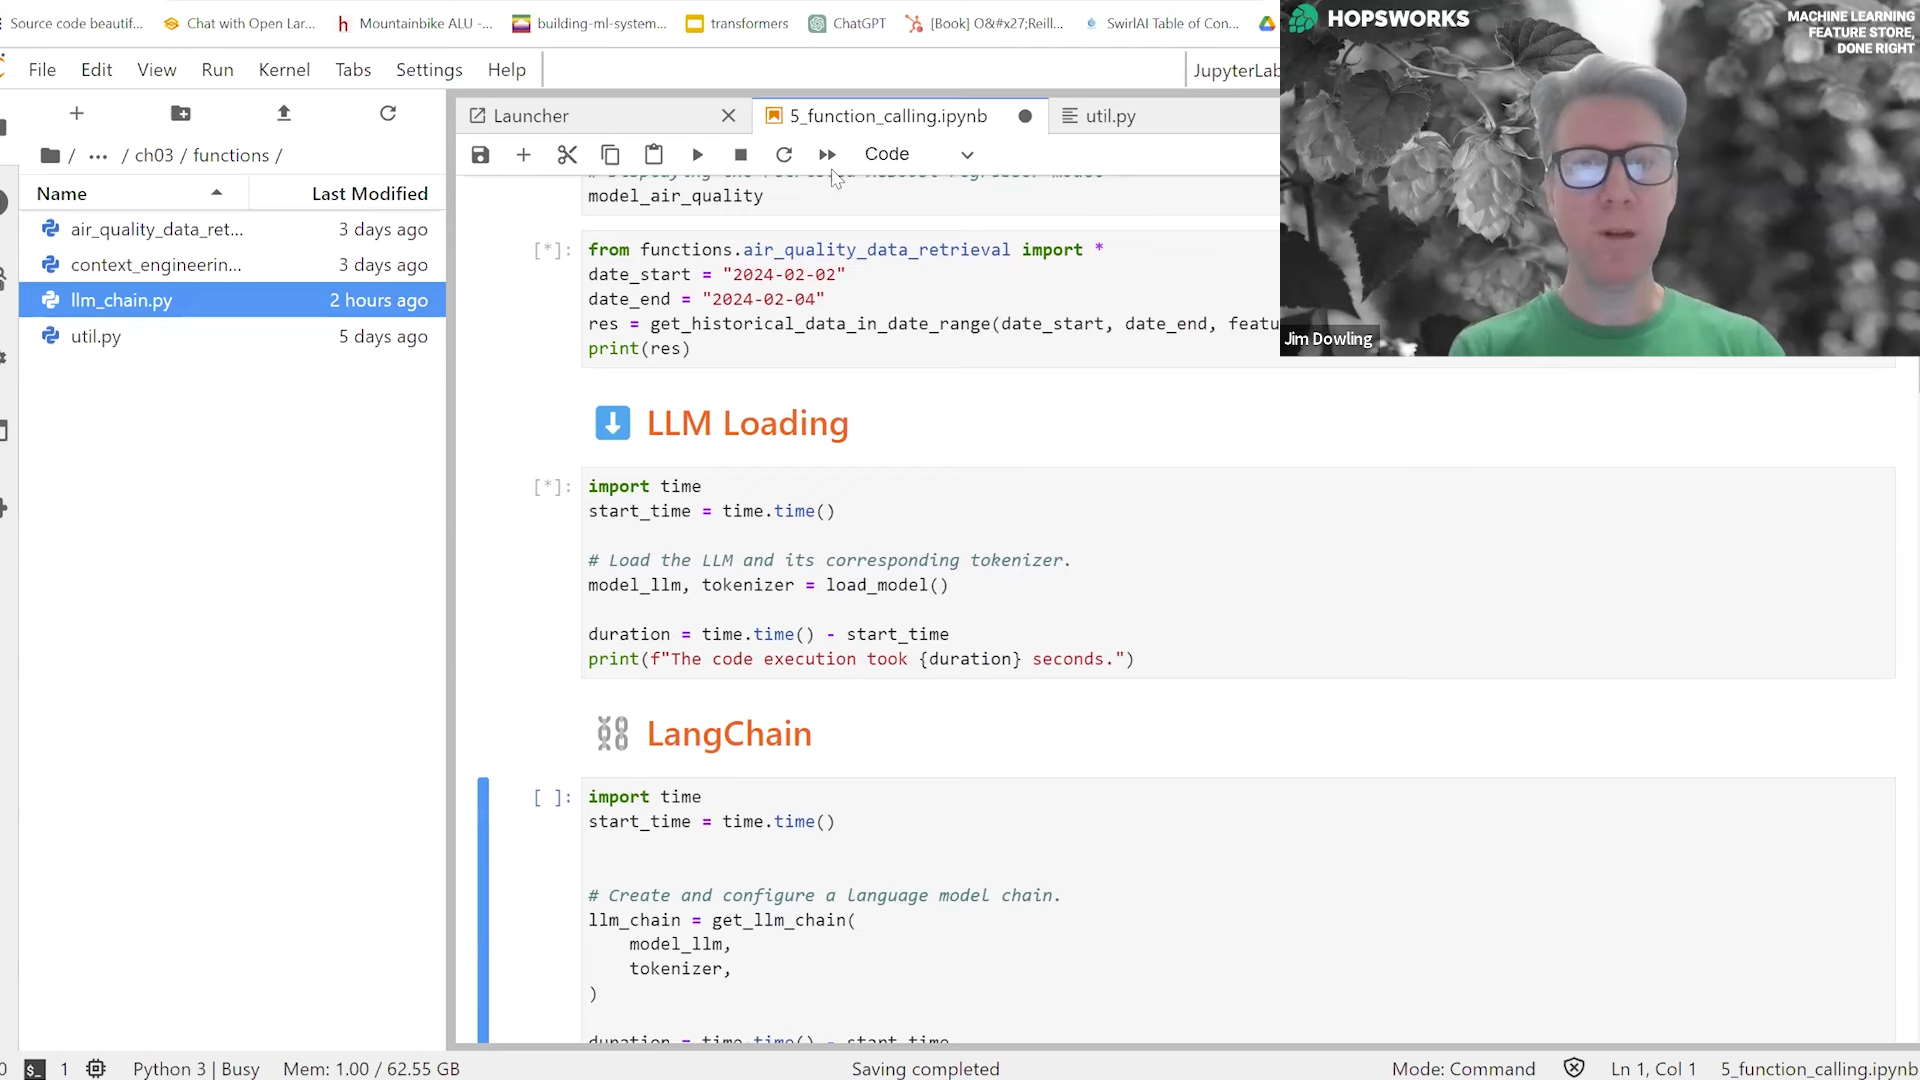 Source code beautif...
Chat with Open Lar...
Mountainbike ALU -...
building-ml-system...
transformers
ChatGPT
[Book] O&#x27;Reill...
SwirlAI Table of Con...
HOPSWORKS
MACHINE LEARNING
FEATURE STORE,
DONE RIGHT
File Edit View Run Kernel Tabs Settings Help
JupyterLab
Launcher
5_function_calling.ipynb
util.py
/ ... / ch03 / functions /
Code
Name Last Modified
air_quality_data_ret... 3 days ago
context_engineerin... 3 days ago
llm_chain.py 2 hours ago
util.py 5 days ago
model_air_quality
[*]: from functions.air_quality_data_retrieval import *
date_start = "2024-02-02"
date_end = "2024-02-04"
res = get_historical_data_in_date_range(date_start, date_end, featu
print(res)
Jim Dowling
LLM Loading
[*]: import time
start_time = time.time()
# Load the LLM and its corresponding tokenizer.
model_llm, tokenizer = load_model()
duration = time.time() - start_time
print(f"The code execution took {duration} seconds.")
LangChain
[ ]: import time
start_time = time.time()
# Create and configure a language model chain.
llm_chain = get_llm_chain(
model_llm,
tokenizer,
)
duration = time.time() - start_time
1 Python 3 | Busy Mem: 1.00 / 62.55 GB Saving completed Mode: Command Ln 1, Col 1 5_function_calling.ipynb